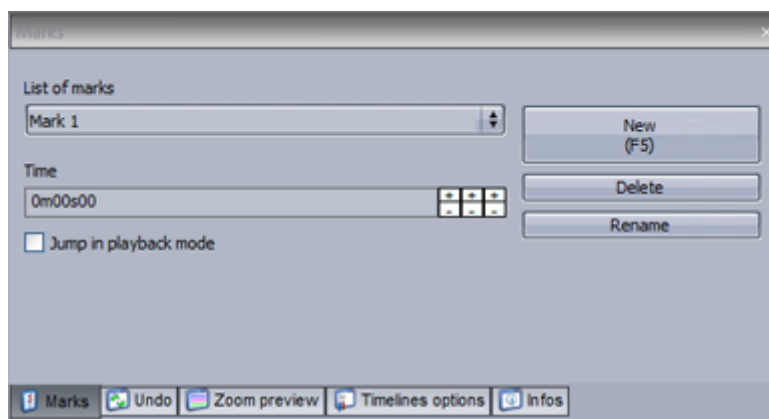 Marks
List of marks
Mark 1
New
(F5)
Time
0m00s00
Delete
Rename
Jump in playback mode
Marks
Undo
Zoom preview
Timelines options
Infos